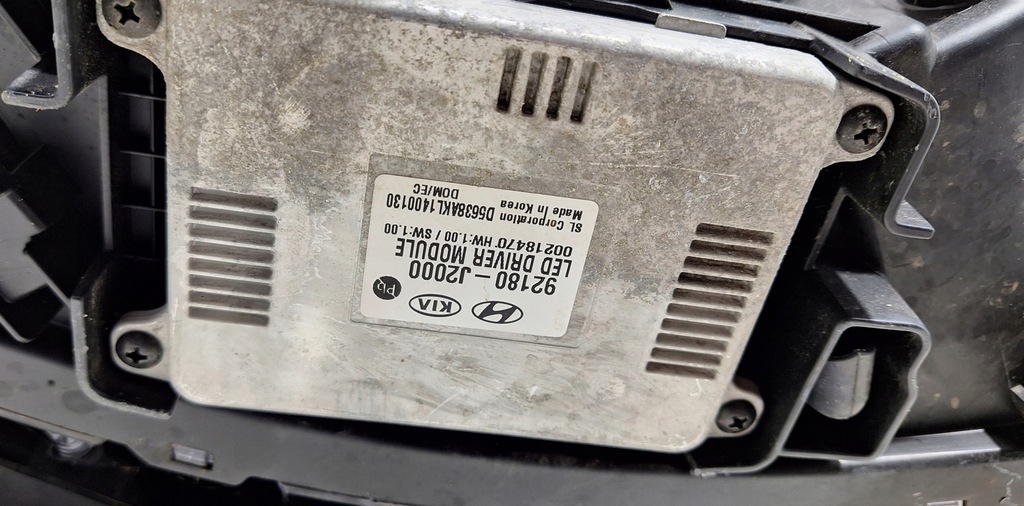 HYUNDAI KIA Pb
92180-J2000
LED DRIVER MODULE
00218470 HW:1.00 / SW:1.00
SL Corporation D5638AKL1400130
Made In Korea DOM/EC